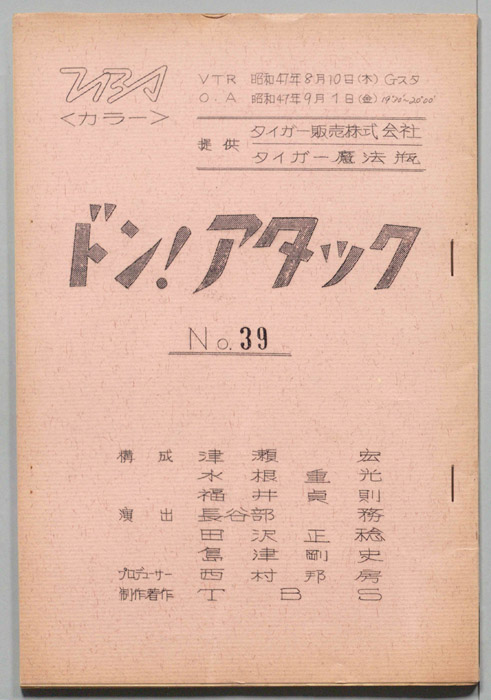 TBS
<カラー>
VTR 昭和47年8月10日(木) Gスタ
O.A 昭和47年9月1日(金) 19°30'~20°00'
提供 タイガー販売株式会社
タイガー魔法瓶
ドン!アタック
No.39
構成 津瀬 宏
水根重光
福井貞則
演出 長谷部 務
田沢正稔
島津剛史
プロデューサー 西村邦房
制作著作 TBS